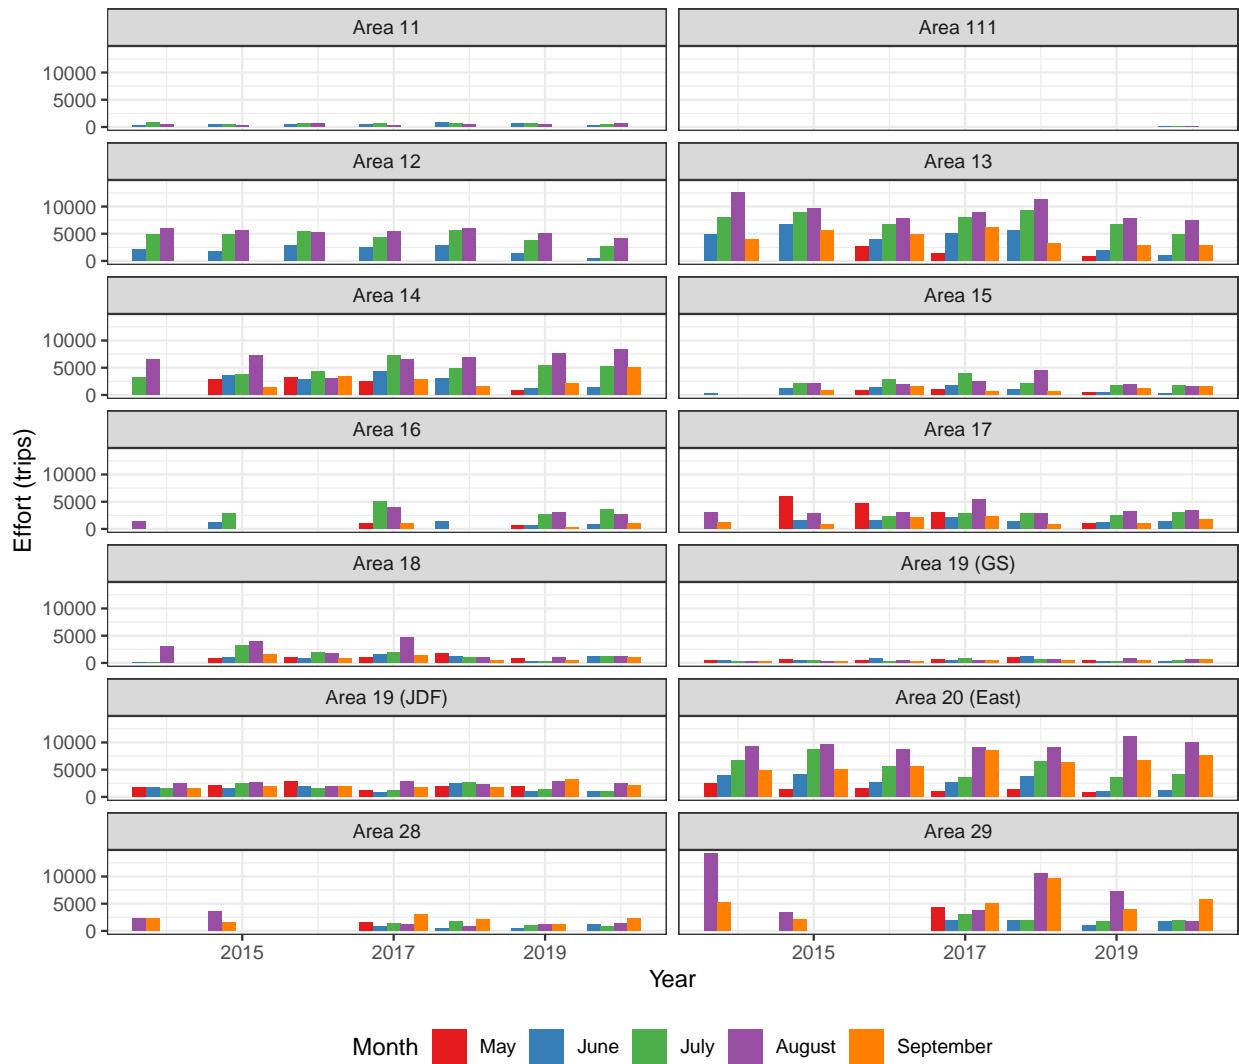 Area 11
Area 111
10000
5000
0
Area 12
Area 13
10000
5000
0
Area 14
Area 15
10000
5000
0
Area 16
Area 17
10000
5000
0
Area 18
Area 19 (GS)
10000
5000
0
Area 19 (JDF)
Area 20 (East)
10000
5000
0
Area 28
Area 29
10000
5000
0
Effort (trips)
2015 2017 2019
2015 2017 2019
Year
Month May June July August September